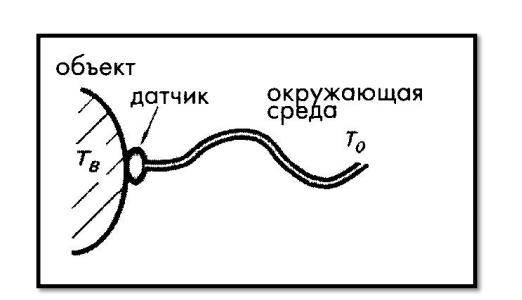 объект
датчик
окружающая
среда
T₀
Tв